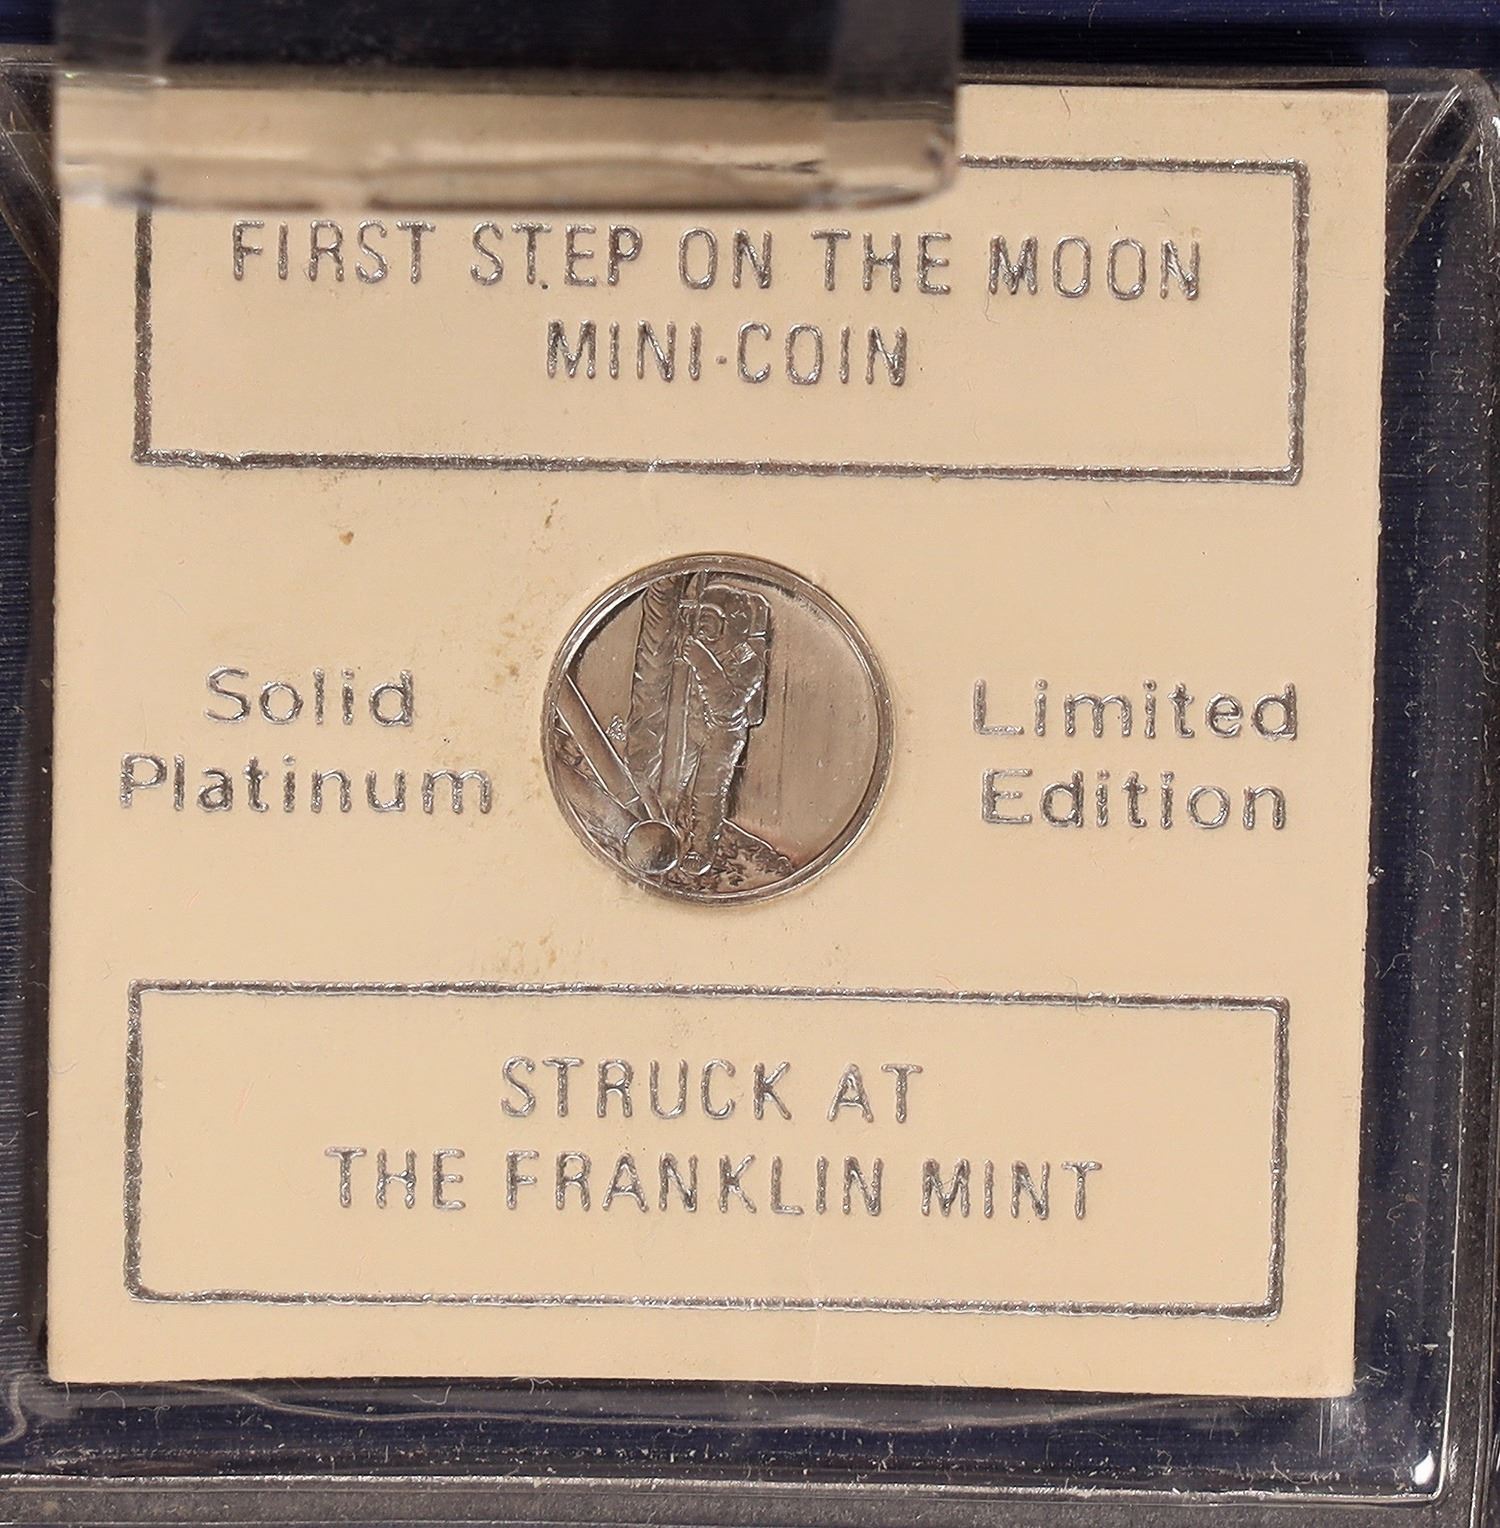 FIRST STEP ON THE MOON
MINI-COIN
Solid
Platinum
Limited
Edition
STRUCK AT
THE FRANKLIN MINT